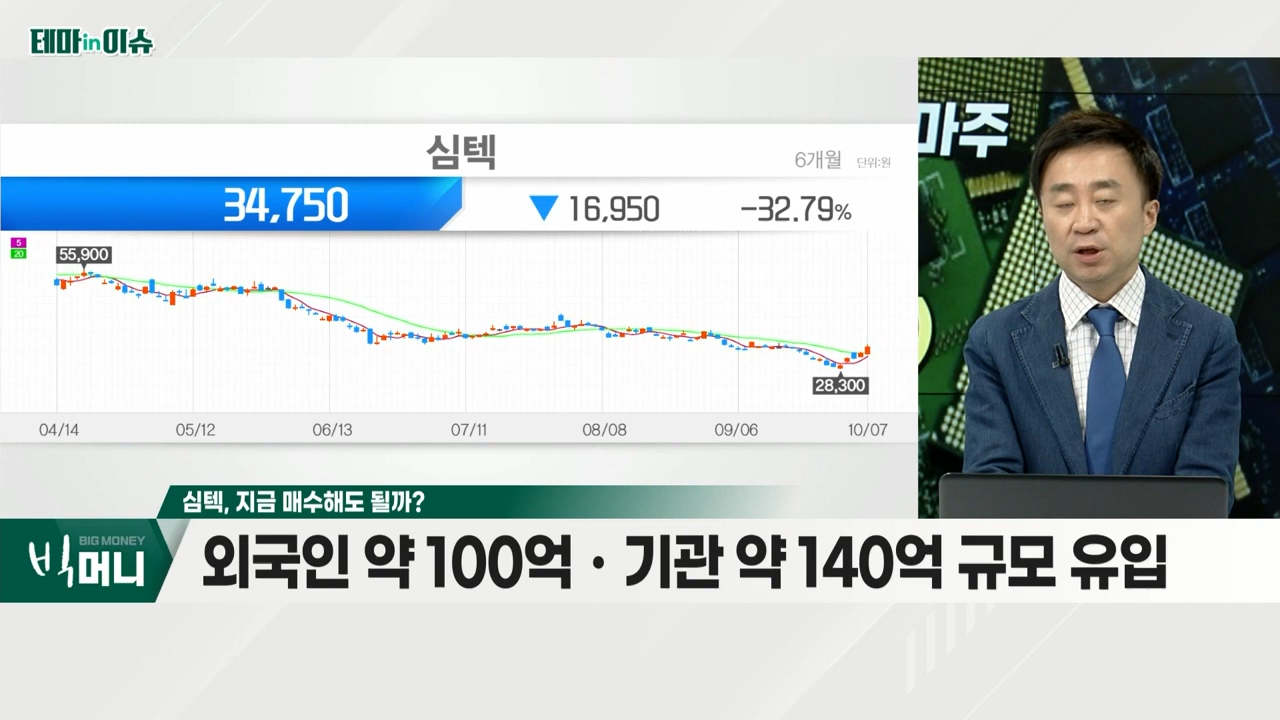 테마in이슈
마주
심텍
6개월 단위:원
34,750 ▼ 16,950 -32.79%
5
20
55,900
28,300
04/14 05/12 06/13 07/11 08/08 09/06 10/07
심텍, 지금 매수해도 될까?
BIG MONEY
빅머니
외국인 약 100억·기관 약 140억 규모 유입